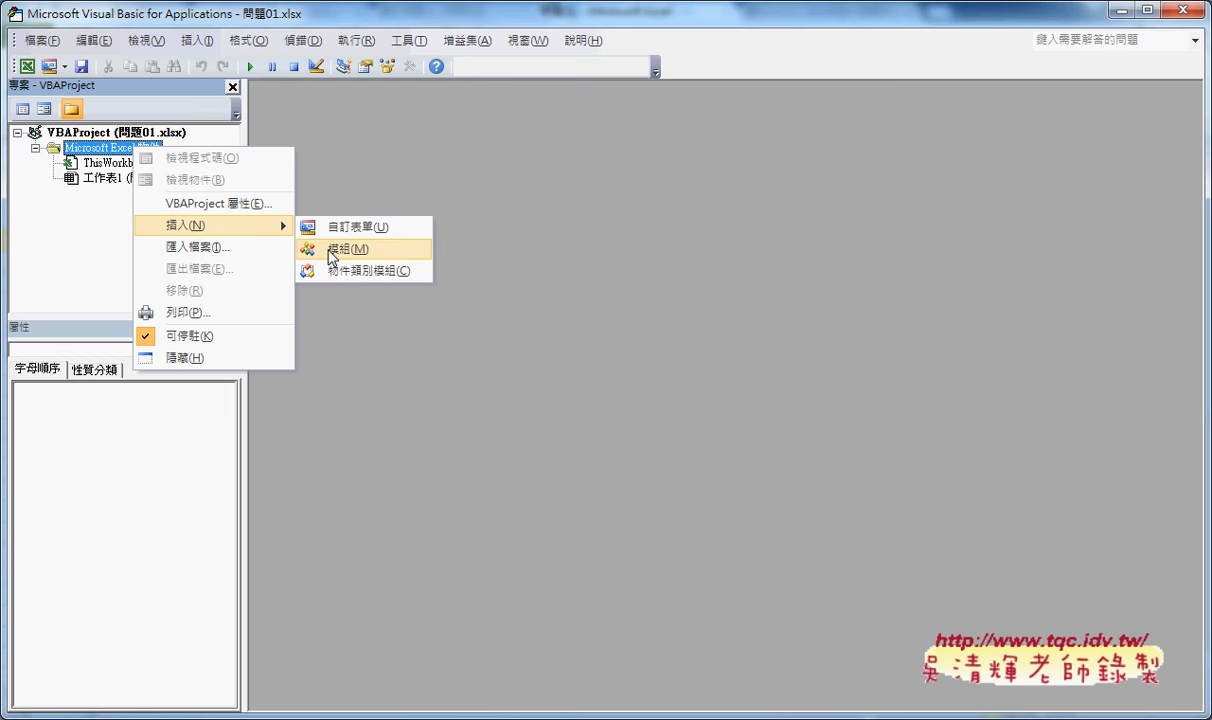 Microsoft Visual Basic for Applications - 問題01.xlsx
檔案(F) 編輯(E) 檢視(V) 插入(I) 格式(O) 偵錯(D) 執行(R) 工具(T) 增益集(A) 視窗(W) 說明(H) 鍵入需要解答的問題
專案 - VBAProject
VBAProject (問題01.xlsx)
Microsoft Excel 物件
ThisWorkb
工作表1
檢視程式碼(O)
檢視物件(B)
VBAProject 屬性(E)...
插入(N)
匯入檔案(I)...
匯出檔案(E)...
移除(R)
列印(P)...
可停駐(K)
隱藏(H)
自訂表單(U)
模組(M)
物件類別模組(C)
屬性
字母順序 性質分類
http://www.tqc.idv.tw/
吳清輝老師錄製